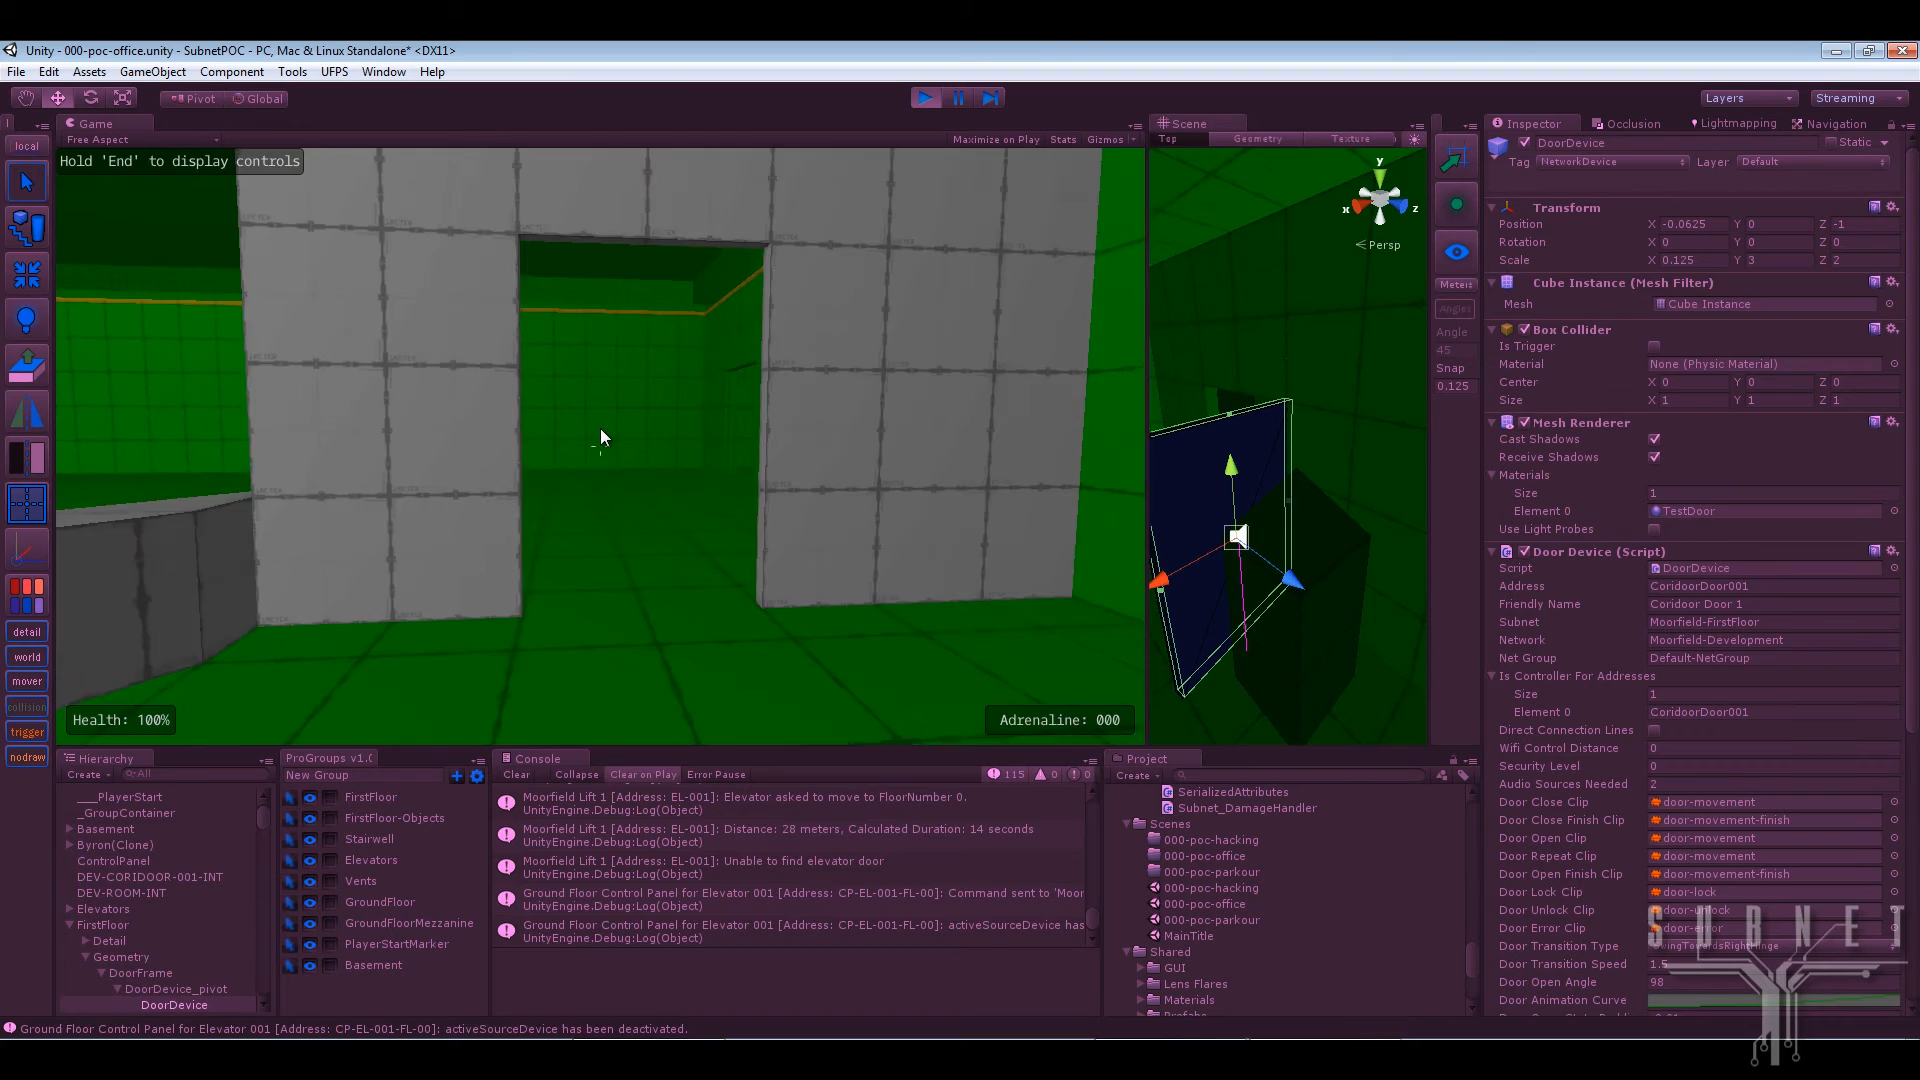 Unity - 000-poc-office.unity - SubnetPOC - PC, Mac & Linux Standalone* <DX11>
File Edit Assets GameObject Component Tools UFPS Window Help
Pivot Global Layers Streaming
Game
Free Aspect Maximize on Play Stats Gizmos
Hold 'End' to display controls
Health: 100%
Adrenaline: 000
local
detail
world
mover
collision
trigger
nodraw
Scene
Top Geometry Texture
y
x z
Persp
Meters
Angles
Angle
45
Snap
0.125
Inspector Occlusion Lightmapping Navigation
DoorDevice Static
Tag NetworkDevice Layer Default
Transform
Position X -0.0625 Y 0 Z -1
Rotation X 0 Y 0 Z 0
Scale X 0.125 Y 3 Z 2
Cube Instance (Mesh Filter)
Mesh Cube Instance
Box Collider
Is Trigger
Material None (Physic Material)
Center X 0 Y 0 Z 0
Size X 1 Y 1 Z 1
Mesh Renderer
Cast Shadows
Receive Shadows
Materials
Size 1
Element 0 TestDoor
Use Light Probes
Door Device (Script)
Script DoorDevice
Address CoridoorDoor001
Friendly Name Coridoor Door 1
Subnet Moorfield-FirstFloor
Network Moorfield-Development
Net Group Default-NetGroup
Is Controller For Addresses
Size 1
Element 0 CoridoorDoor001
Direct Connection Lines
Wifi Control Distance 0
Security Level 0
Audio Sources Needed 2
Door Close Clip door-movement
Door Close Finish Clip door-movement-finish
Door Open Clip door-movement
Door Repeat Clip door-movement
Door Open Finish Clip door-movement-finish
Door Lock Clip door-lock
Door Unlock Clip door-unlock
Door Error Clip door-error
Door Transition Type SwingTowardsRightHinge
Door Transition Speed 1.5
Door Open Angle 98
Door Animation Curve
SUBNET
Hierarchy
Create All
___PlayerStart
_GroupContainer
Basement
Byron(Clone)
ControlPanel
DEV-CORIDOOR-001-INT
DEV-ROOM-INT
Elevators
FirstFloor
Detail
Geometry
DoorFrame
DoorDevice_pivot
DoorDevice
ProGroups v1.0
New Group
FirstFloor
FirstFloor-Objects
Stairwell
Elevators
Vents
GroundFloor
GroundFloorMezzanine
PlayerStartMarker
Basement
Console
Clear Collapse Clear on Play Error Pause 115 0 0
Moorfield Lift 1 [Address: EL-001]: Elevator asked to move to FloorNumber 0.
UnityEngine.Debug:Log(Object)
Moorfield Lift 1 [Address: EL-001]: Distance: 28 meters, Calculated Duration: 14 seconds
UnityEngine.Debug:Log(Object)
Moorfield Lift 1 [Address: EL-001]: Unable to find elevator door
UnityEngine.Debug:Log(Object)
Ground Floor Control Panel for Elevator 001 [Address: CP-EL-001-FL-00]: Command sent to 'Moor
UnityEngine.Debug:Log(Object)
Ground Floor Control Panel for Elevator 001 [Address: CP-EL-001-FL-00]: activeSourceDevice has
UnityEngine.Debug:Log(Object)
Project
Create
SerializedAttributes
Subnet_DamageHandler
Scenes
000-poc-hacking
000-poc-office
000-poc-parkour
000-poc-hacking
000-poc-office
000-poc-parkour
MainTitle
Shared
GUI
Lens Flares
Materials
Prefabs
Ground Floor Control Panel for Elevator 001 [Address: CP-EL-001-FL-00]: activeSourceDevice has been deactivated.